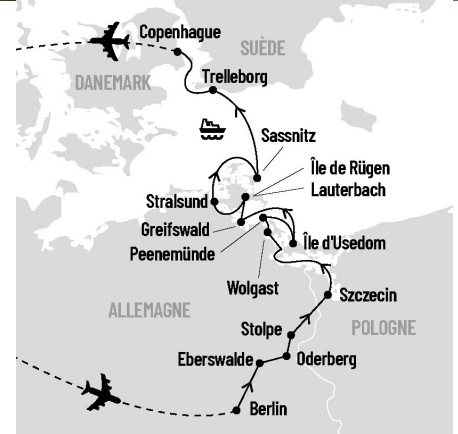 Copenhague
SUÈDE
DANEMARK
Trelleborg
Sassnitz
Île de Rügen
Lauterbach
Stralsund
Greifswald
Peenemünde
Île d'Usedom
Wolgast
Szczecin
ALLEMAGNE
Stolpe
POLOGNE
Eberswalde
Oderberg
Berlin